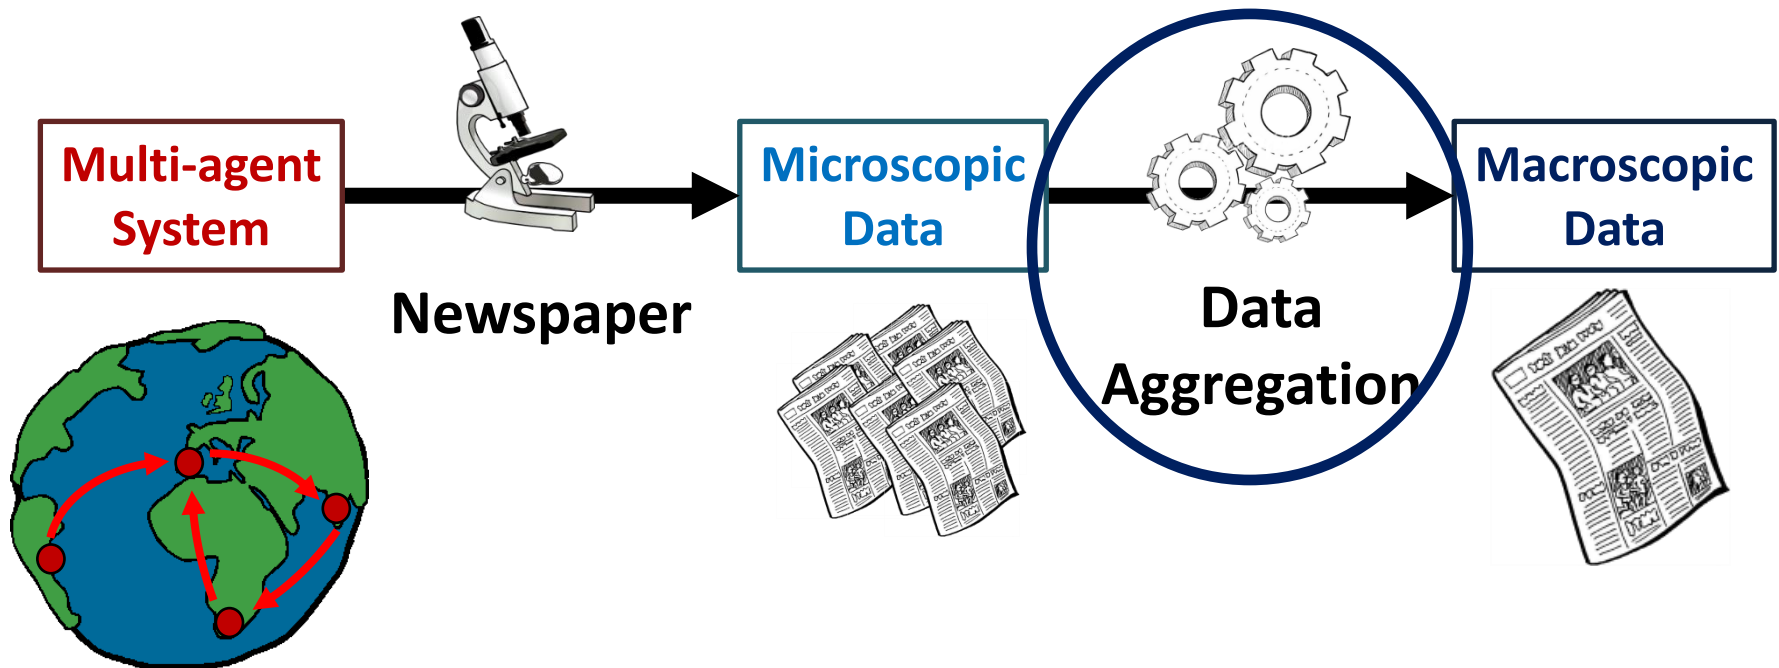 Multi-agent
System
Newspaper
Microscopic
Data
Data
Aggregation
Macroscopic
Data